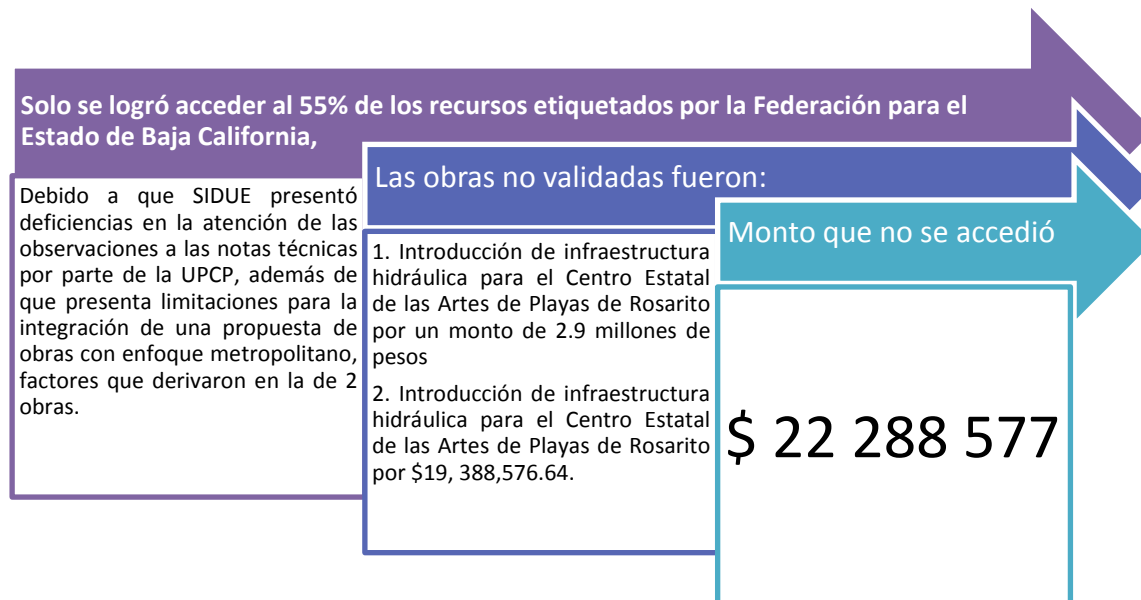 Solo se logró acceder al 55% de los recursos etiquetados por la Federación para el
Estado de Baja California,
Debido a que SIDUE presentó
deficiencias en la atención de las
observaciones a las notas técnicas
por parte de la UPCP, además de
que presenta limitaciones para la
integración de una propuesta de
obras con enfoque metropolitano,
factores que derivaron en la de 2
obras.
Las obras no validadas fueron:
1. Introducción de infraestructura
hidráulica para el Centro Estatal
de las Artes de Playas de Rosarito
por un monto de 2.9 millones de
pesos
2. Introducción de infraestructura
hidráulica para el Centro Estatal
de las Artes de Playas de Rosarito
por $19, 388,576.64.
Monto que no se accedió
$ 22 288 577